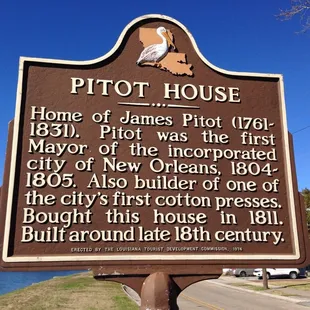 PITOT HOUSE
Home of James Pitot (1761-
1831). Pitot was the first
Mayor of the incorporated
city of New Orleans, 1804-
1805. Also builder of one of
the city's first cotton presses.
Bought this house in 1811.
Built around late 18th century.
ERECTED BY THE LOUISIANA TOURIST DEVELOPMENT COMMISSION, 1974